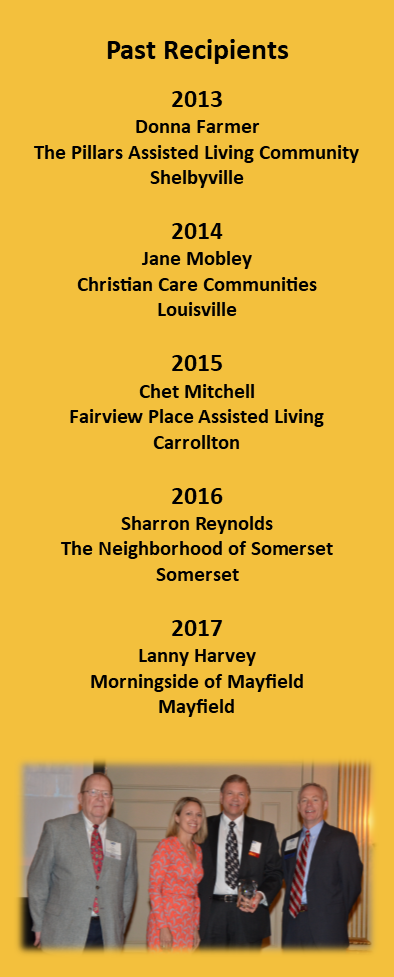 Past Recipients
2013
Donna Farmer
The Pillars Assisted Living Community
Shelbyville
2014
Jane Mobley
Christian Care Communities
Louisville
2015
Chet Mitchell
Fairview Place Assisted Living
Carrollton
2016
Sharron Reynolds
The Neighborhood of Somerset
Somerset
2017
Lanny Harvey
Morningside of Mayfield
Mayfield